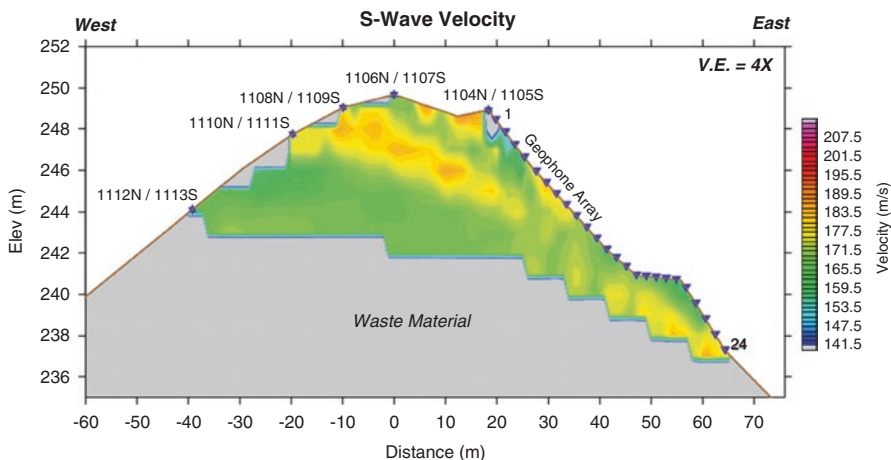 West
S-Wave Velocity
East
252
250
248
246
244
242
240
238
236
Elev (m)
V.E. = 4X
1106N / 1107S
1108N / 1109S
1104N / 1105S
1110N / 1111S
1
1112N / 1113S
Geophone Array
Waste Material
24
-60 -50 -40 -30 -20 -10 0 10 20 30 40 50 60 70
Distance (m)
207.5
201.5
195.5
189.5
183.5
177.5
171.5
165.5
159.5
153.5
147.5
141.5
Velocity (m/s)